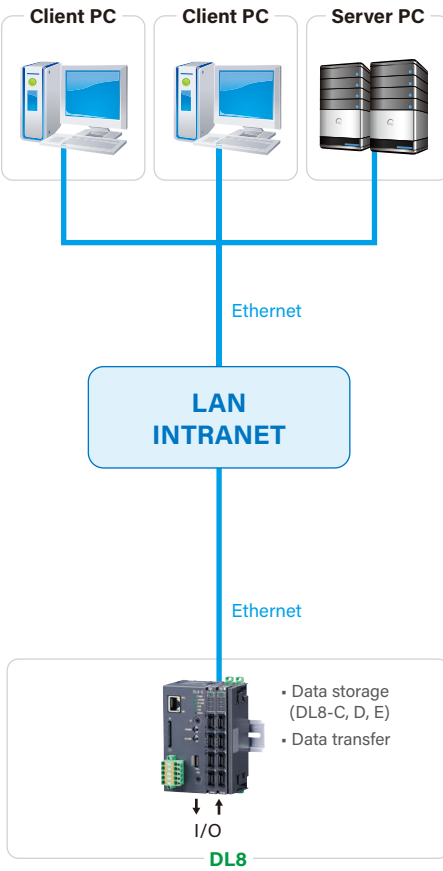 Client PC
Client PC
Server PC
Ethernet
LAN
INTRANET
Ethernet
• Data storage
(DL8-C, D, E)
• Data transfer
I/O
DL8